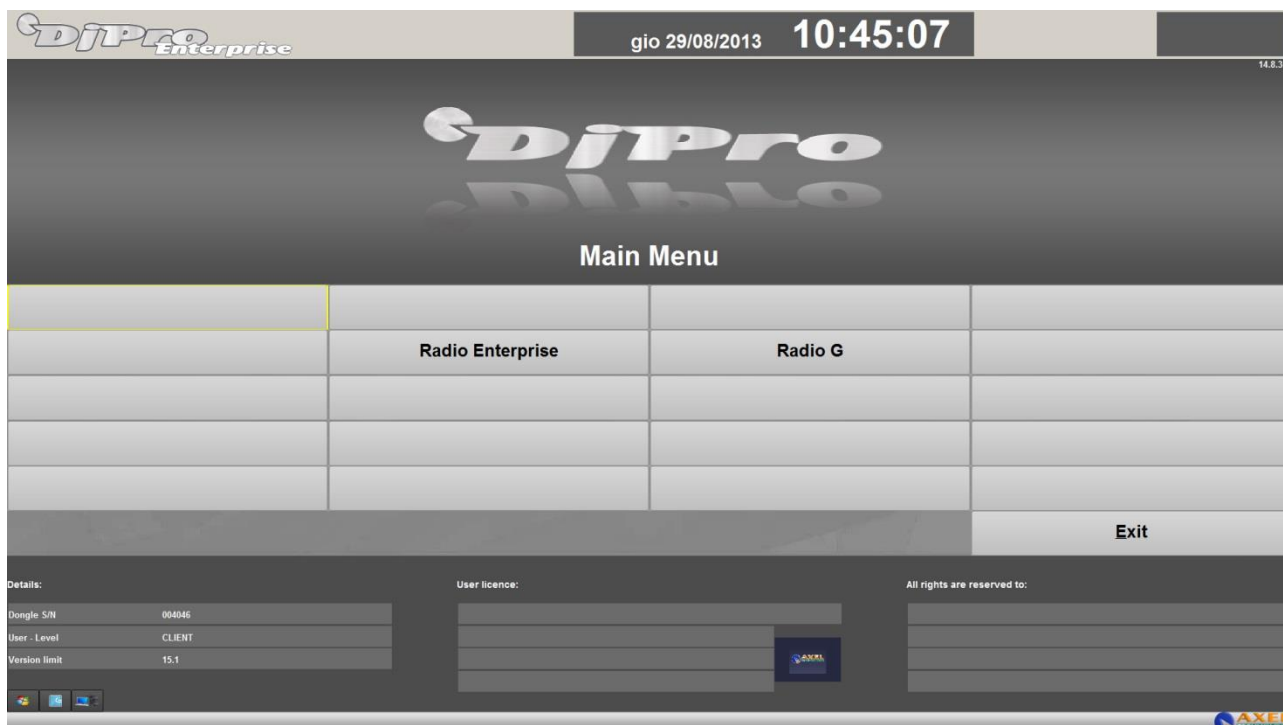 DjPro
Enterprise
gio 29/08/2013 10:45:07
14.8.3
DjPro
Main Menu
Radio Enterprise Radio G
Exit
Details: User licence: All rights are reserved to:
Dongle S/N 004046
User - Level CLIENT
Version limit 15.1
AXEL
AXEL